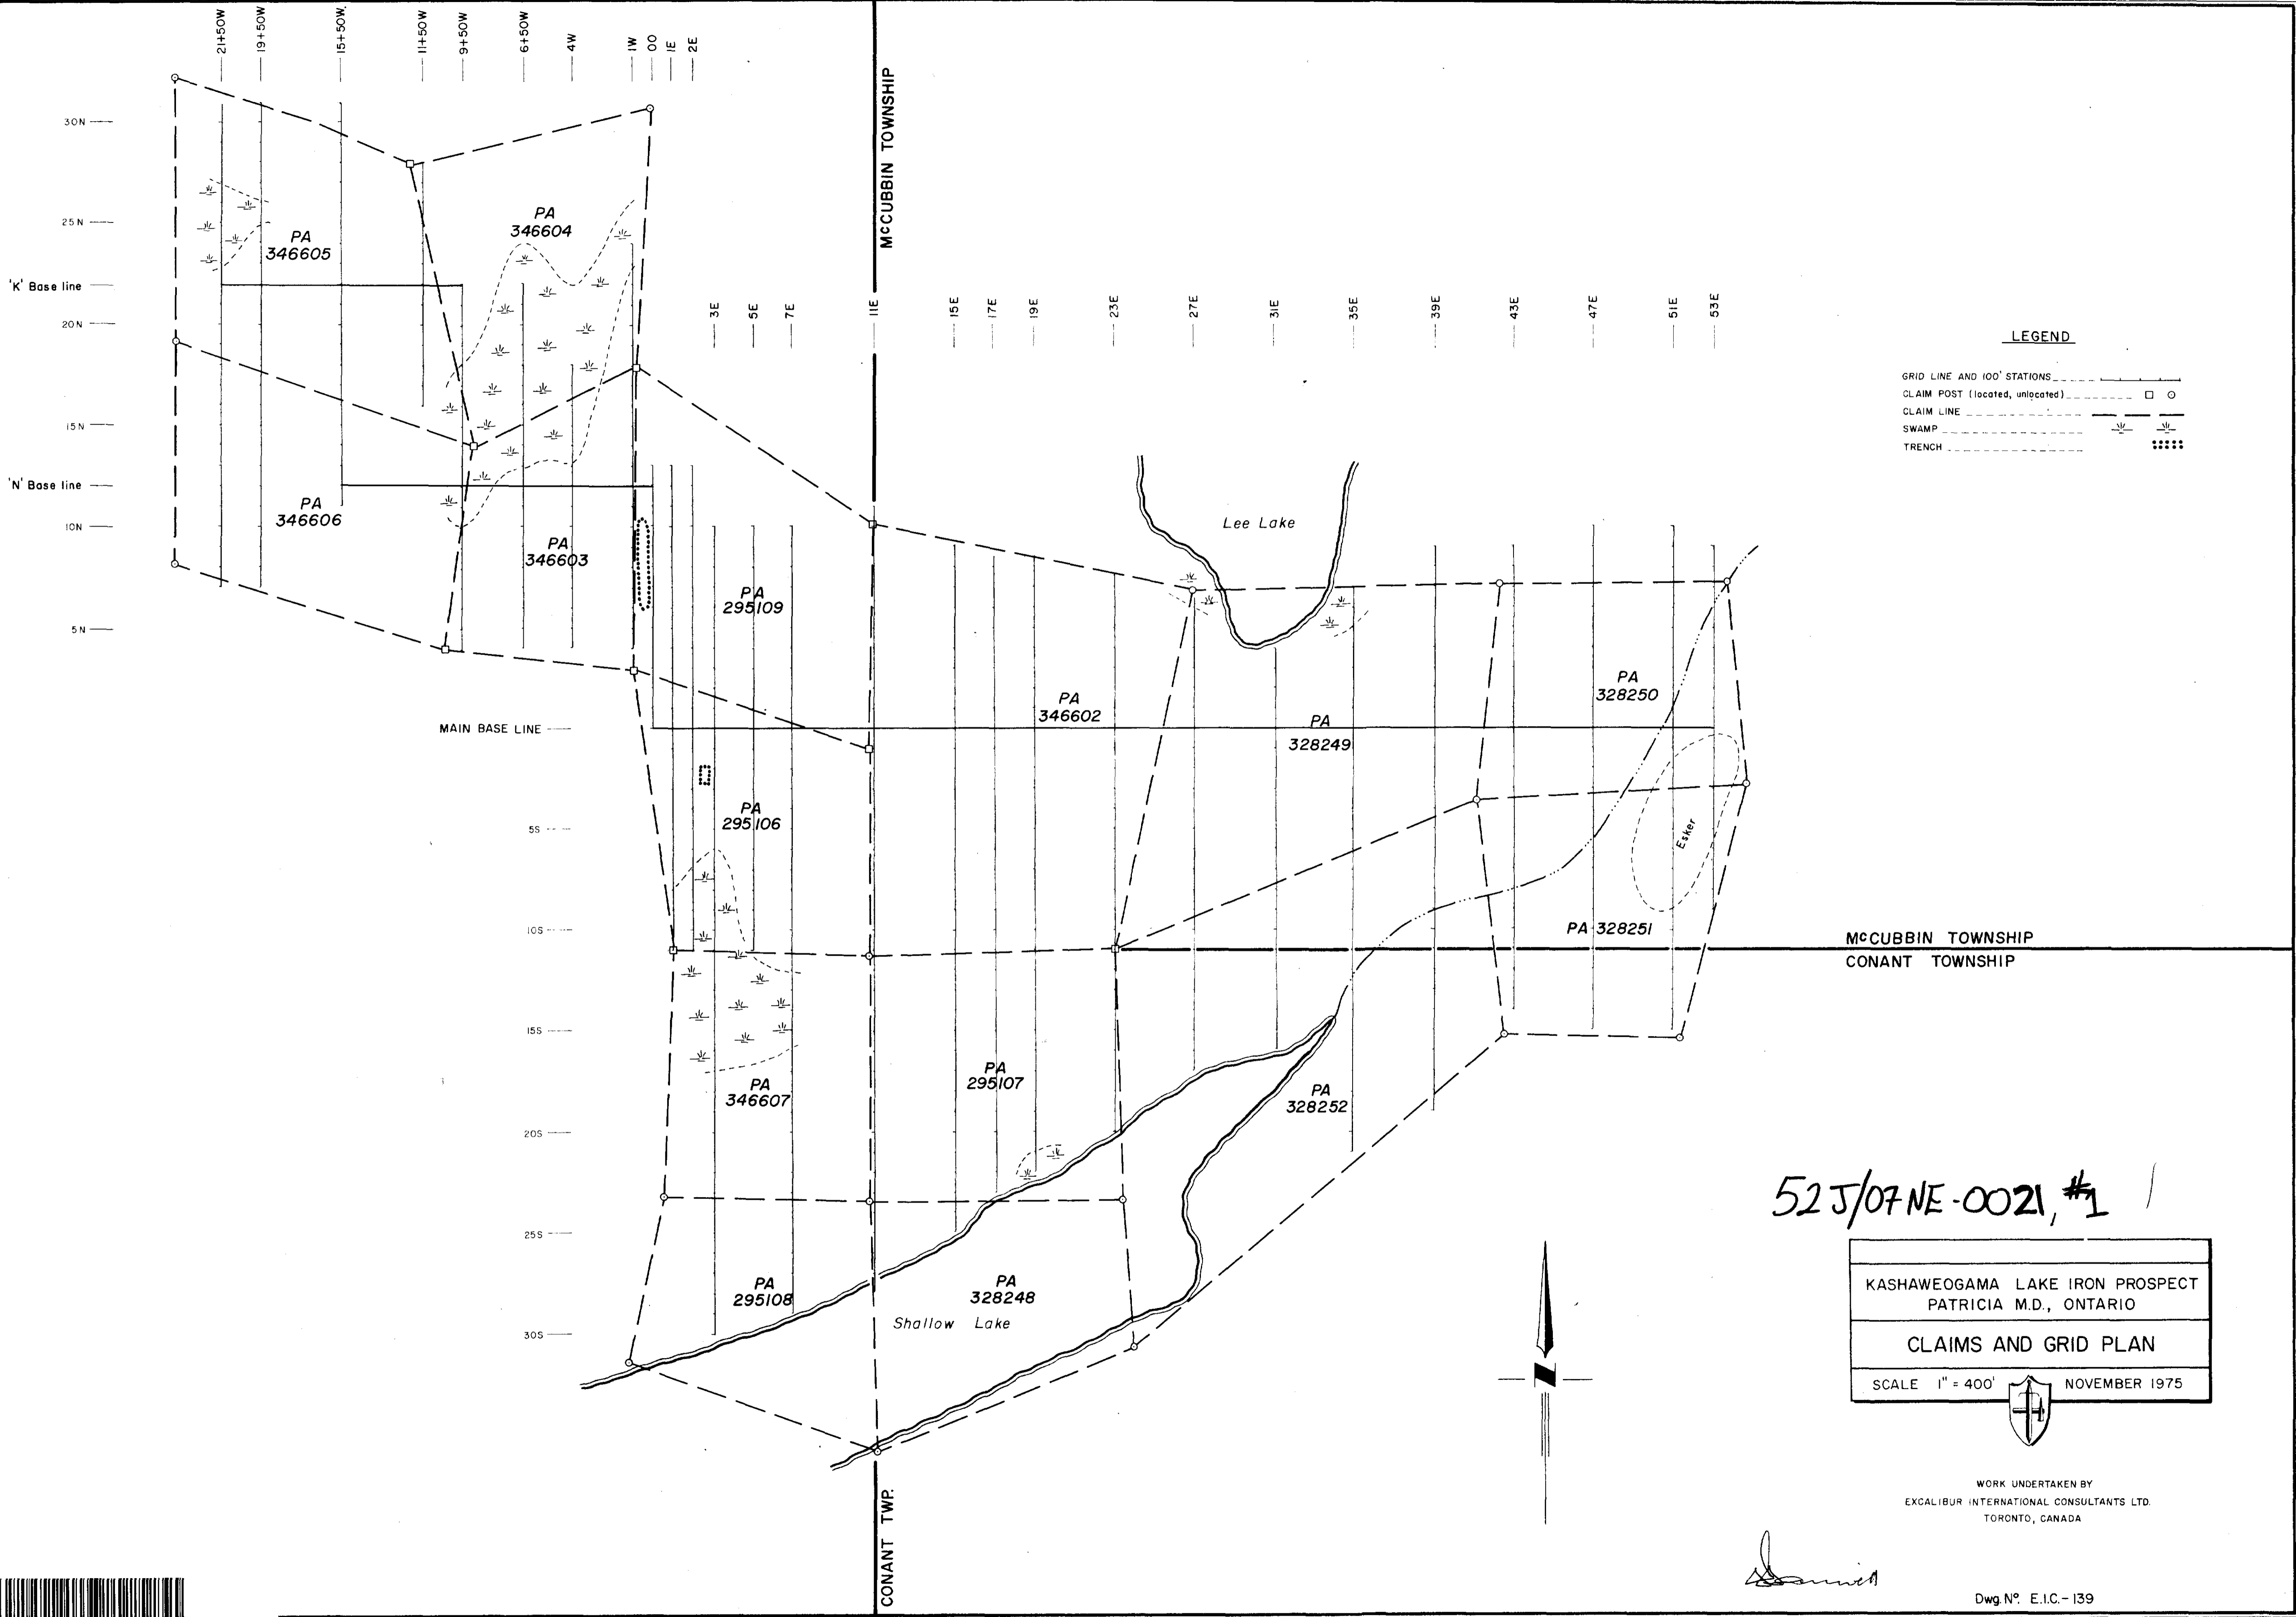 21+50W
19+50W
15+50W.
11+50W
9+50W
6+50W
4W
1W
00
1E
2E
McCUBBIN TOWNSHIP
30N
25N
'K' Base line
20N
15N
'N' Base line
10N
5N
PA
346605
PA
346604
PA
346606
PA
346603
3E
5E
7E
11E
15E
17E
19E
23E
27E
31E
35E
39E
43E
47E
51E
53E
LEGEND
GRID LINE AND 100' STATIONS
CLAIM POST (located, unlocated)
CLAIM LINE
SWAMP
TRENCH
Lee Lake
PA
295109
PA
346602
PA
328249
PA
328250
MAIN BASE LINE
PA
295106
5S
10S
15S
20S
25S
30S
Esker
PA 328251
McCUBBIN TOWNSHIP
CONANT TOWNSHIP
PA
346607
PA
295107
PA
328252
PA
295108
PA
328248
Shallow Lake
CONANT TWP.
52J/07NE-0021, #1
KASHAWEOGAMA LAKE IRON PROSPECT
PATRICIA M.D., ONTARIO
CLAIMS AND GRID PLAN
SCALE 1" = 400' NOVEMBER 1975
N
WORK UNDERTAKEN BY
EXCALIBUR INTERNATIONAL CONSULTANTS LTD.
TORONTO, CANADA
Dwg. No. E.I.C.-139